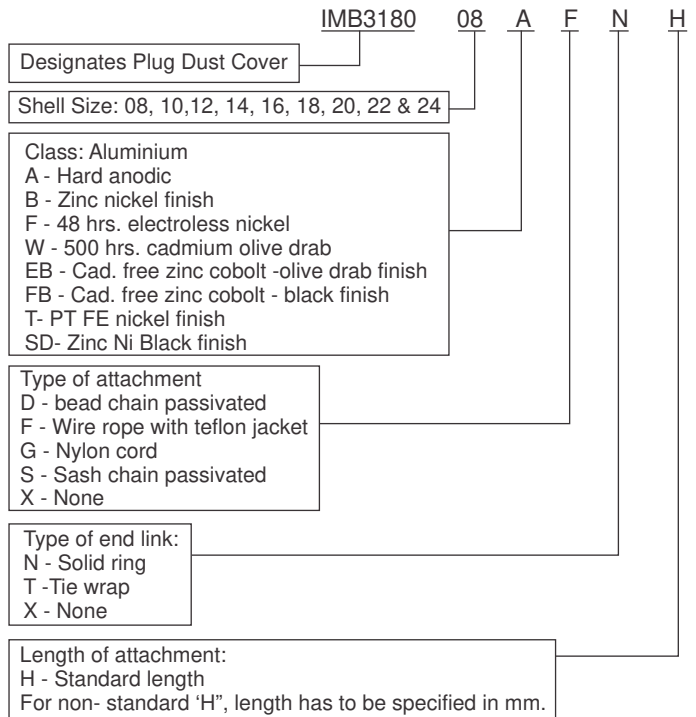 IMB3180 08 A F N H
Designates Plug Dust Cover
Shell Size: 08, 10,12, 14, 16, 18, 20, 22 & 24
Class: Aluminium
A - Hard anodic
B - Zinc nickel finish
F - 48 hrs. electroless nickel
W - 500 hrs. cadmium olive drab
EB - Cad. free zinc cobolt -olive drab finish
FB - Cad. free zinc cobolt - black finish
T- PT FE nickel finish
SD- Zinc Ni Black finish
Type of attachment
D - bead chain passivated
F - Wire rope with teflon jacket
G - Nylon cord
S - Sash chain passivated
X - None
Type of end link:
N - Solid ring
T -Tie wrap
X - None
Length of attachment:
H - Standard length
For non- standard ‘H”, length has to be specified in mm.